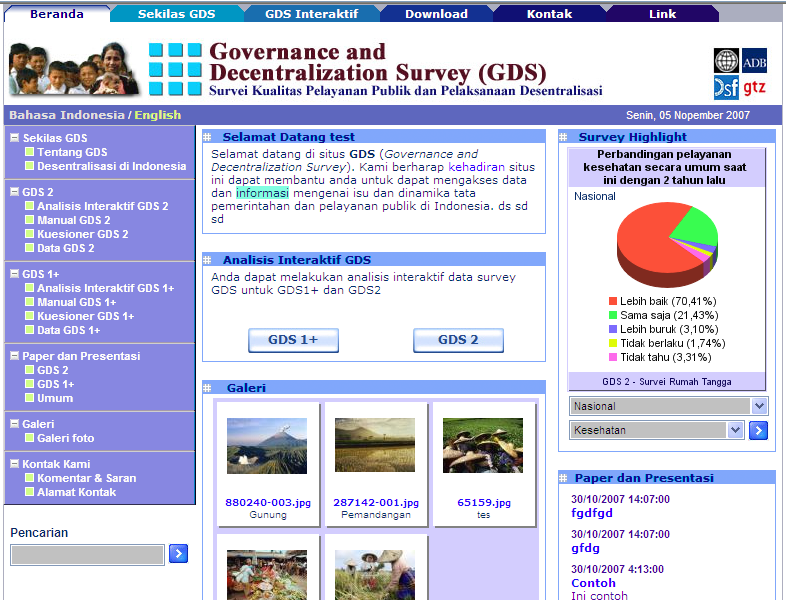 Beranda
Sekilas GDS
GDS Interaktif
Download
Kontak
Link
Governance and
Decentralization Survey (GDS)
Survei Kualitas Pelayanan Publik dan Pelaksanaan Desentralisasi
ADB
dsf
gtz
Bahasa Indonesia / English
Senin, 05 Nopember 2007
Sekilas GDS
Tentang GDS
Desentralisasi di Indonesia
GDS 2
Analisis Interaktif GDS 2
Manual GDS 2
Kuesioner GDS 2
Data GDS 2
GDS 1+
Analisis Interaktif GDS 1+
Manual GDS 1+
Kuesioner GDS 1+
Data GDS 1+
Paper dan Presentasi
GDS 2
GDS 1+
Umum
Galeri
Galeri foto
Kontak Kami
Komentar & Saran
Alamat Kontak
Pencarian
Selamat Datang test
Selamat datang di situs GDS (Governance and
Decentralization Survey). Kami berharap kehadiran situs
ini dapat membantu anda untuk dapat mengakses data
dan informasi mengenai isu dan dinamika tata
pemerintahan dan pelayanan publik di Indonesia. ds sd
sd
Analisis Interaktif GDS
Anda dapat melakukan analisis interaktif data survey
GDS untuk GDS1+ dan GDS2
GDS 1+
GDS 2
Galeri
880240-003.jpg
Gunung
287142-001.jpg
Pemandangan
65159.jpg
tes
Survey Highlight
Perbandingan pelayanan
kesehatan secara umum saat
ini dengan 2 tahun lalu
Nasional
Lebih baik (70,41%)
Sama saja (21,43%)
Lebih buruk (3,10%)
Tidak berlaku (1,74%)
Tidak tahu (3,31%)
GDS 2 - Survei Rumah Tangga
Nasional
Kesehatan
Paper dan Presentasi
30/10/2007 14:07:00
fgdfgd
30/10/2007 14:07:00
gfdg
30/10/2007 4:13:00
Contoh
Ini contoh